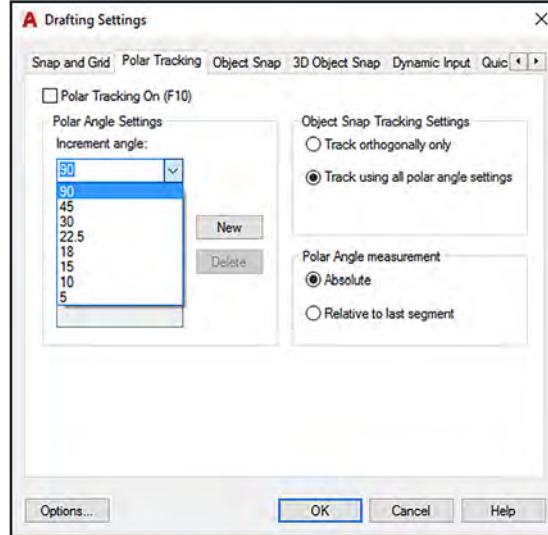 Drafting Settings
Snap and Grid Polar Tracking Object Snap 3D Object Snap Dynamic Input Quic
Polar Tracking On (F10)
Polar Angle Settings
Increment angle:
90
90
45
30
22.5
18
15
10
5
New
Delete
Object Snap Tracking Settings
Track orthogonally only
Track using all polar angle settings
Polar Angle measurement
Absolute
Relative to last segment
Options... OK Cancel Help